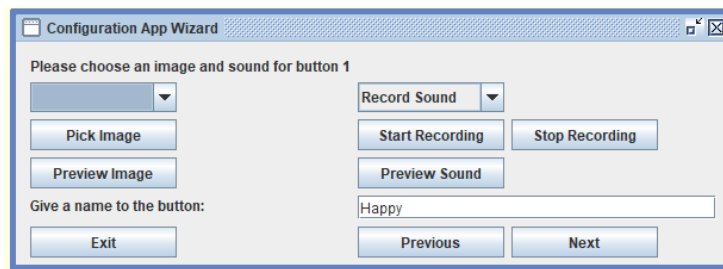 Configuration App Wizard
Please choose an image and sound for button 1
Record Sound
Pick Image Start Recording Stop Recording
Preview Image Preview Sound
Give a name to the button: Happy
Exit Previous Next